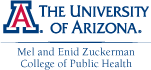 A THE UNIVERSITY
OF ARIZONA.
Mel and Enid Zuckerman
College of Public Health